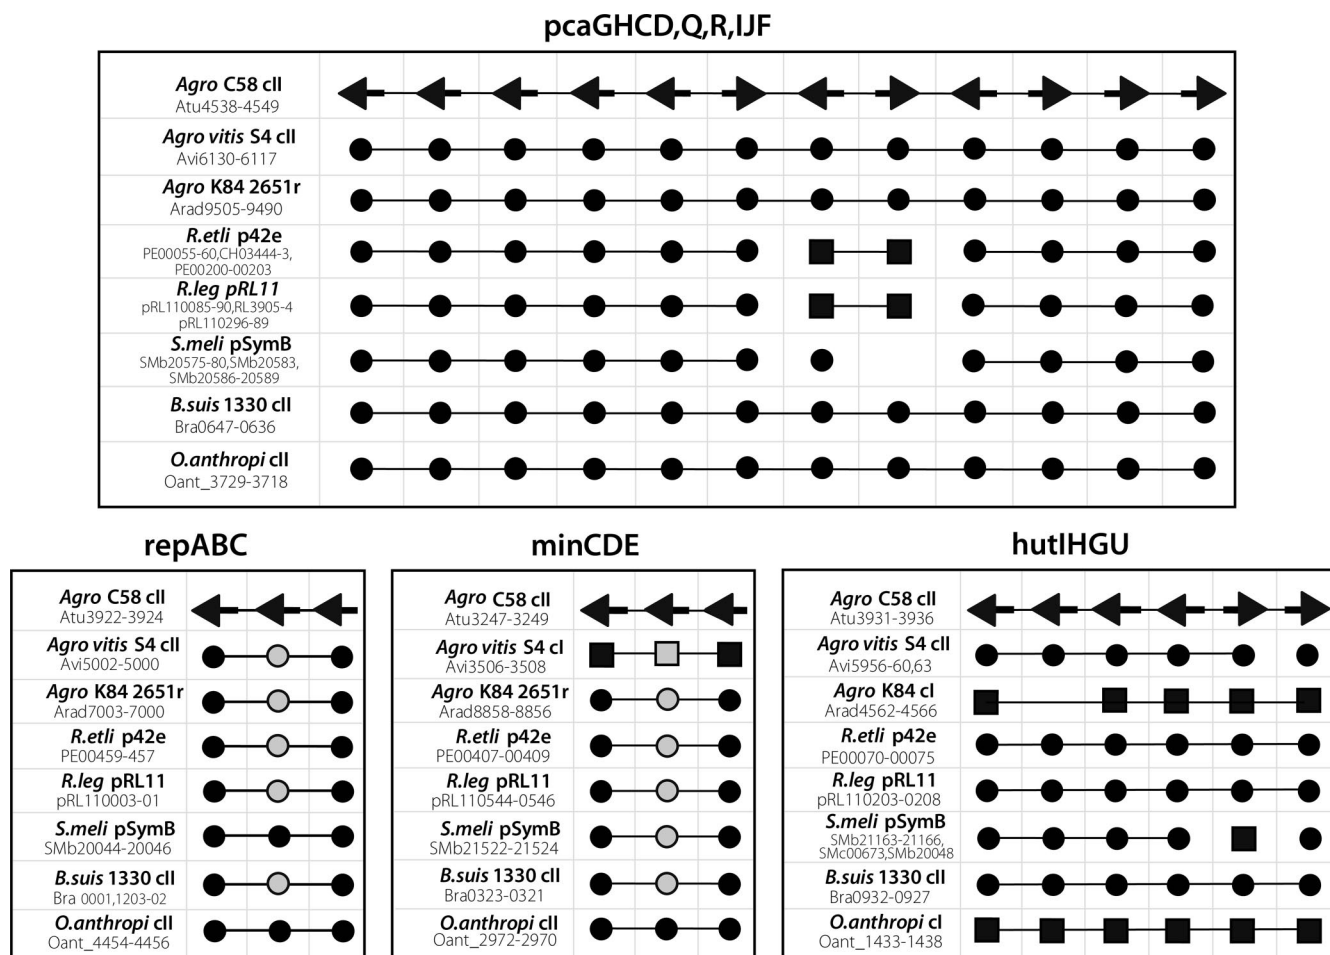 pcaGHCD,Q,R,IJF
Agro C58 cII
Atu4538-4549
Agro vitis S4 cII
Avi6130-6117
Agro K84 2651r
Arad9505-9490
R.etli p42e
PE00055-60,CH03444-3,
PE00200-00203
R.leg pRL11
pRL110085-90,RL3905-4
pRL110296-89
S.meli pSymB
SMb20575-80,SMb20583,
SMb20586-20589
B.suis 1330 cII
Bra0647-0636
O.anthropi cII
Oant_3729-3718
repABC
Agro C58 cII
Atu3922-3924
Agro vitis S4 cII
Avi5002-5000
Agro K84 2651r
Arad7003-7000
R.etli p42e
PE00459-457
R.leg pRL11
pRL110003-01
S.meli pSymB
SMb20044-20046
B.suis 1330 cII
Bra 0001,1203-02
O.anthropi cII
Oant_4454-4456
minCDE
Agro C58 cII
Atu3247-3249
Agro vitis S4 cI
Avi3506-3508
Agro K84 2651r
Arad8858-8856
R.etli p42e
PE00407-00409
R.leg pRL11
pRL110544-0546
S.meli pSymB
SMb21522-21524
B.suis 1330 cII
Bra0323-0321
O.anthropi cII
Oant_2972-2970
hutIHGU
Agro C58 cII
Atu3931-3936
Agro vitis S4 cII
Avi5956-60,63
Agro K84 cI
Arad4562-4566
R.etli p42e
PE00070-00075
R.leg pRL11
pRL110203-0208
S.meli pSymB
SMb21163-21166,
SMc00673,SMb20048
B.suis 1330 cII
Bra0932-0927
O.anthropi cI
Oant_1433-1438